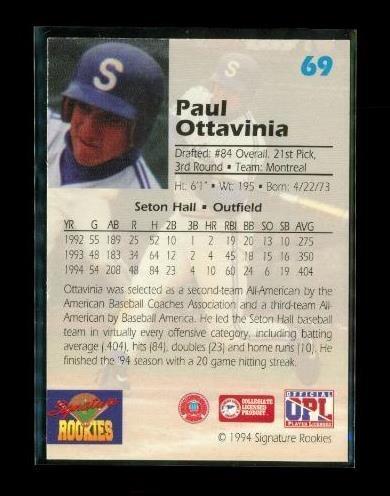 S
69
Paul
Ottavinia
Drafted: #84 Overall, 21st Pick,
3rd Round • Team: Montreal
Ht: 6'1" • Wt: 195 • Born: 4/22/73
Seton Hall • Outfield
YR G AB R H 2B 3B HR RBI BB SO SB AVG
1992 55 189 25 52 10 1 2 19 20 13 10 .275
1993 48 183 34 64 12 2 4 45 18 15 16 .350
1994 54 208 48 84 23 4 10 60 24 6 19 .404
Ottavinia was selected as a second-team All-American by the
American Baseball Coaches Association and a third-team All-
American by Baseball America. He led the Seton Hall baseball
team in virtually every offensive category, including batting
average (.404), hits (84), doubles (23) and home runs (10). He
finished the '94 season with a 20 game hitting streak.
Signature
ROOKIES
COLLEGIATE
LICENSED
PRODUCT
OFFICIAL
UPL
PLAYER LICENSEE
© 1994 Signature Rookies